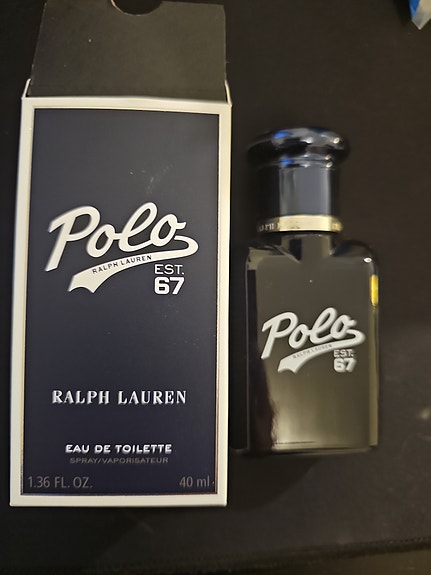 Polo
RALPH LAUREN
EST.
67
RALPH LAUREN
EAU DE TOILETTE
SPRAY/VAPORISATEUR
1.36 FL. OZ. 40 ml
Polo
RALPH LAUREN
EST.
67